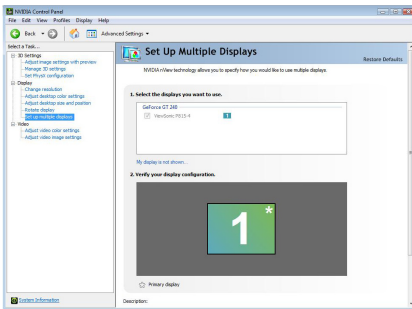 NVIDIA Control Panel
File Edit View Profiles Display Help
Back Advanced Settings
Select a Task...
3D Settings
Adjust image settings with preview
Manage 3D settings
Set PhysX configuration
Display
Change resolution
Adjust desktop color settings
Adjust desktop size and position
Rotate display
Set up multiple displays
Video
Adjust video color settings
Adjust video image settings
System Information
Set Up Multiple Displays
Restore Defaults
NVIDIA nView technology allows you to specify how you would like to use multiple displays.
1. Select the displays you want to use.
GeForce GT 240
1
My display is not shown...
2. Verify your display configuration.
1
*
Primary display
Description: